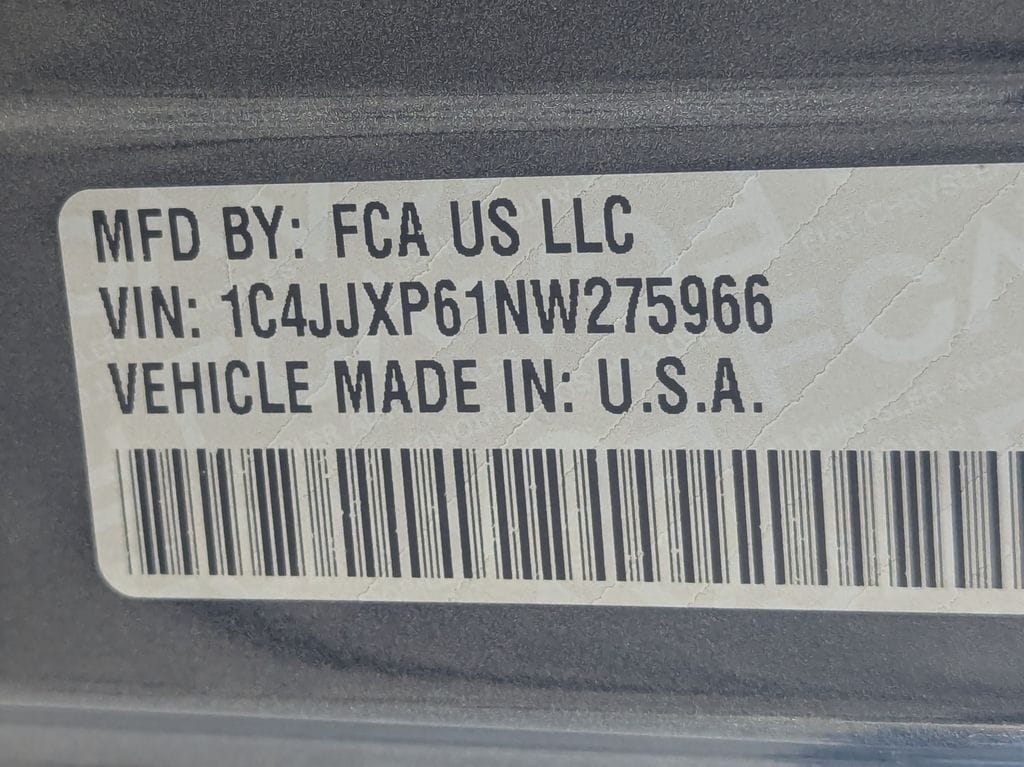 MFD BY: FCA US LLC
VIN: 1C4JJXP61NW275966
VEHICLE MADE IN: U.S.A.